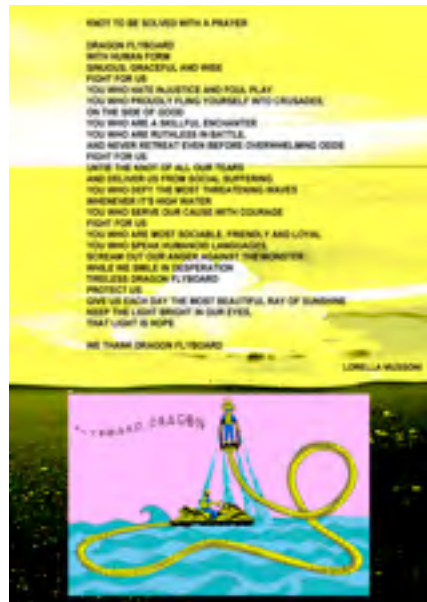 KNOT TO BE SOLVED WITH A PRAYER
DRAGON FLYBOARD
WITH HUMAN FORM
SINUOUS, GRACEFUL AND WISE
FIGHT FOR US
YOU WHO HATE INJUSTICE AND FOUL PLAY
YOU WHO PROUDLY FLING YOURSELF INTO CRUSADES,
ON THE SIDE OF GOOD
YOU WHO ARE A SKILLFUL ENCHANTER
YOU WHO ARE RUTHLESS IN BATTLE,
AND NEVER RETREAT EVEN BEFORE OVERWHELMING ODDS
FIGHT FOR US
UNTIE THE KNOT OF ALL OUR TEARS
AND DELIVER US FROM SOCIAL SUFFERING
YOU WHO DEFY THE MOST THREATENING WAVES
WHENEVER IT'S HIGH WATER
YOU WHO SERVE OUR CAUSE WITH COURAGE
FIGHT FOR US
YOU WHO ARE MOST SOCIABLE, FRIENDLY AND LOYAL
YOU WHO SPEAK HUMANOID LANGUAGES,
SCREAM OUT OUR ANGER AGAINST THE MONSTER
WHILE WE SMILE IN DESPERATION
TIRELESS DRAGON FLYBOARD
PROTECT US
GIVE US EACH DAY THE MOST BEAUTIFUL RAY OF SUNSHINE
KEEP THE LIGHT BRIGHT IN OUR EYES,
THAT LIGHT IS HOPE
WE THANK DRAGON FLYBOARD
LORELLA MUSSONI
FLYBOARD DRAGON